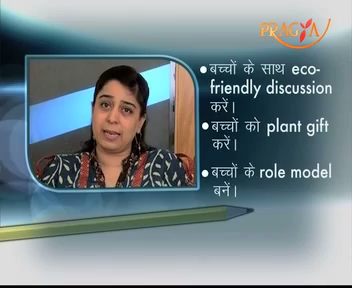 PRAGYA
• बच्चों के साथ eco-
friendly discussion
करें।
• बच्चों को plant gift
करें।
• बच्चों के role model
बनें।